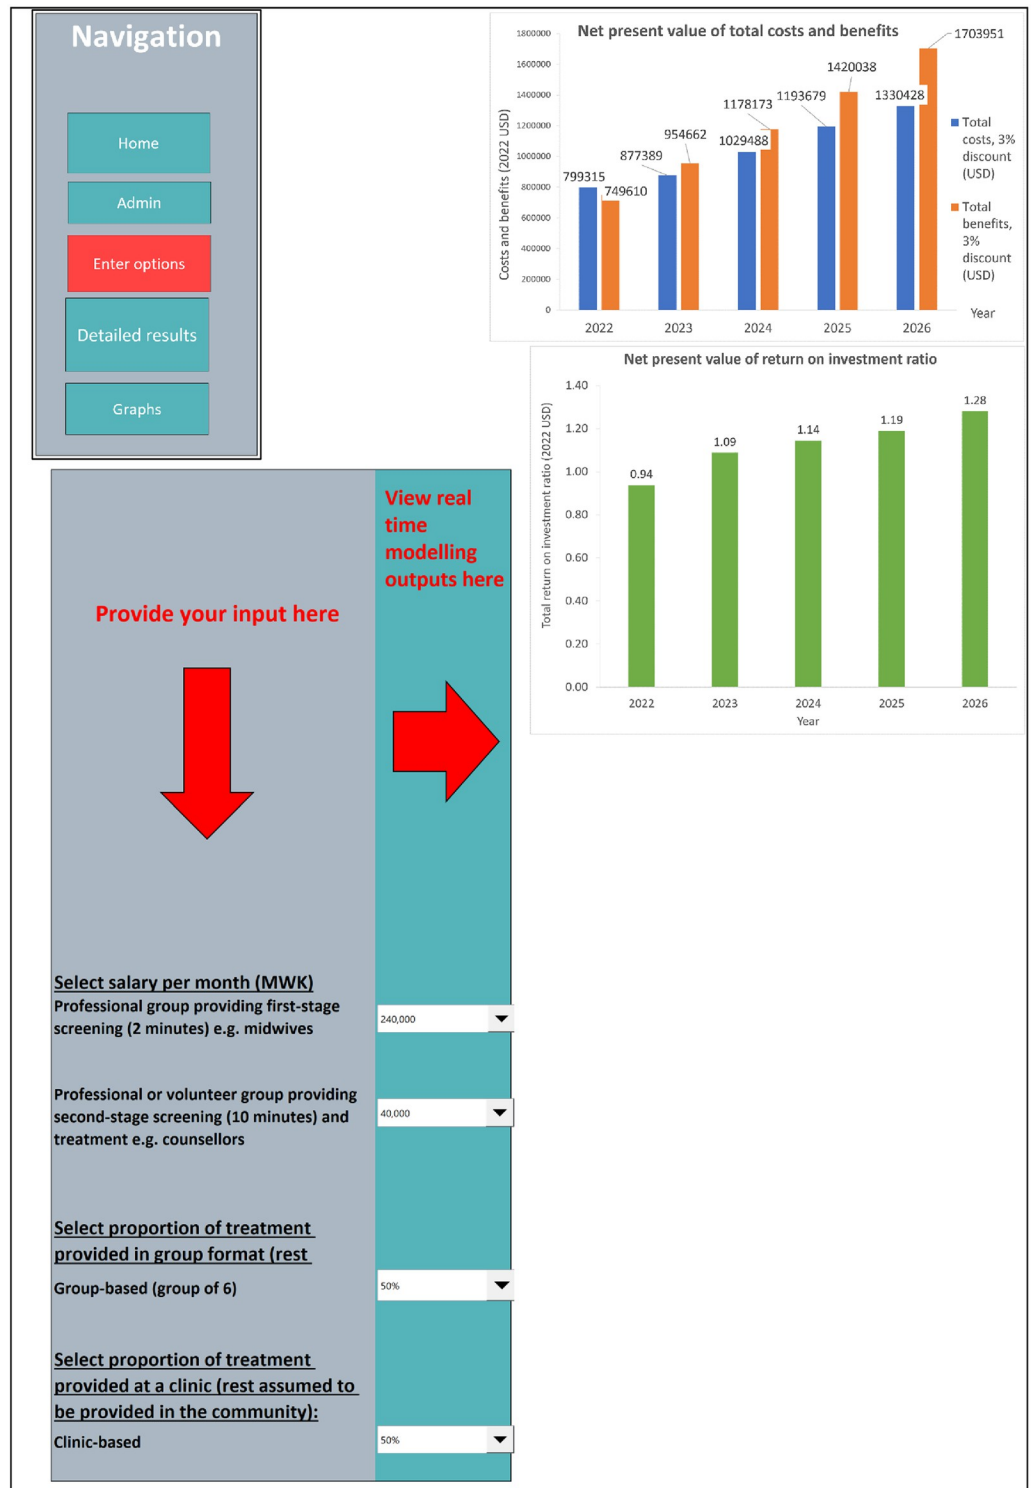 Navigation
Home
Admin
Enter options
Detailed results
Graphs
Net present value of total costs and benefits
Costs and benefits (2022 USD)
1800000
1600000
1400000
1200000
1000000
800000
600000
400000
200000
0
799315
749610
877389
954662
1029488
1178173
1193679
1420038
1330428
1703951
2022
2023
2024
2025
2026
Year
Total
costs, 3%
discount
(USD)
Total
benefits,
3%
discount
(USD)
Net present value of return on investment ratio
Total return on investment ratio (2022 USD)
1.40
1.20
1.00
0.80
0.60
0.40
0.20
0.00
0.94
1.09
1.14
1.19
1.28
2022
2023
2024
2025
2026
Year
Provide your input here
View real
time
modelling
outputs here
Select salary per month (MWK)
Professional group providing first-stage
screening (2 minutes) e.g. midwives
240,000
Professional or volunteer group providing
second-stage screening (10 minutes) and
treatment e.g. counsellors
40,000
Select proportion of treatment
provided in group format (rest
Group-based (group of 6)
50%
Select proportion of treatment
provided at a clinic (rest assumed to
be provided in the community):
Clinic-based
50%